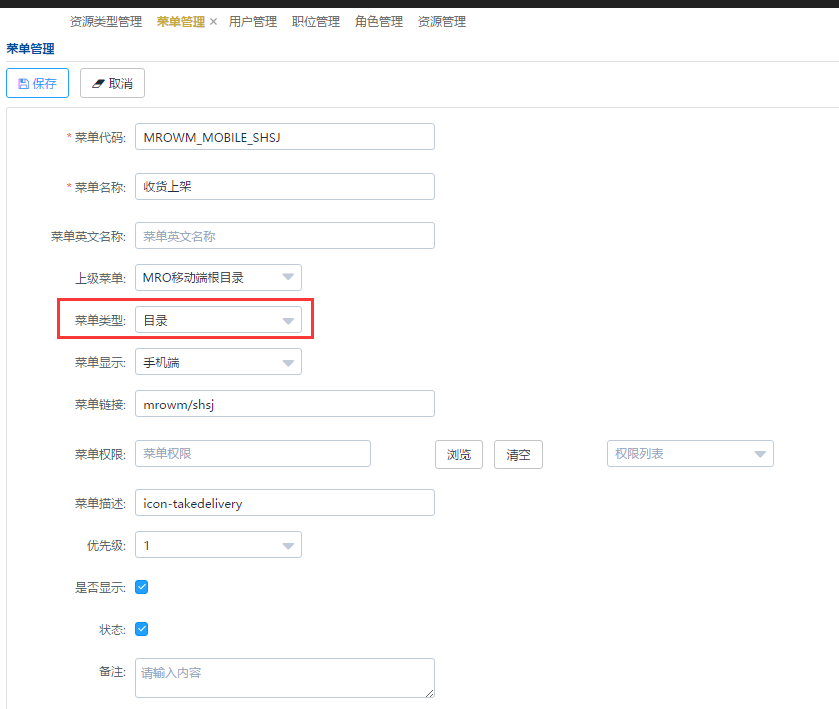 资源类型管理 菜单管理 × 用户管理 职位管理 角色管理 资源管理
菜单管理
保存 取消
* 菜单代码: MROWM_MOBILE_SHSJ
* 菜单名称: 收货上架
菜单英文名称: 菜单英文名称
上级菜单: MRO移动端根目录
菜单类型: 目录
菜单显示: 手机端
菜单链接: mrowm/shsj
菜单权限: 菜单权限 浏览 清空 权限列表
菜单描述: icon-takedelivery
优先级: 1
是否显示:
状态:
备注: 请输入内容